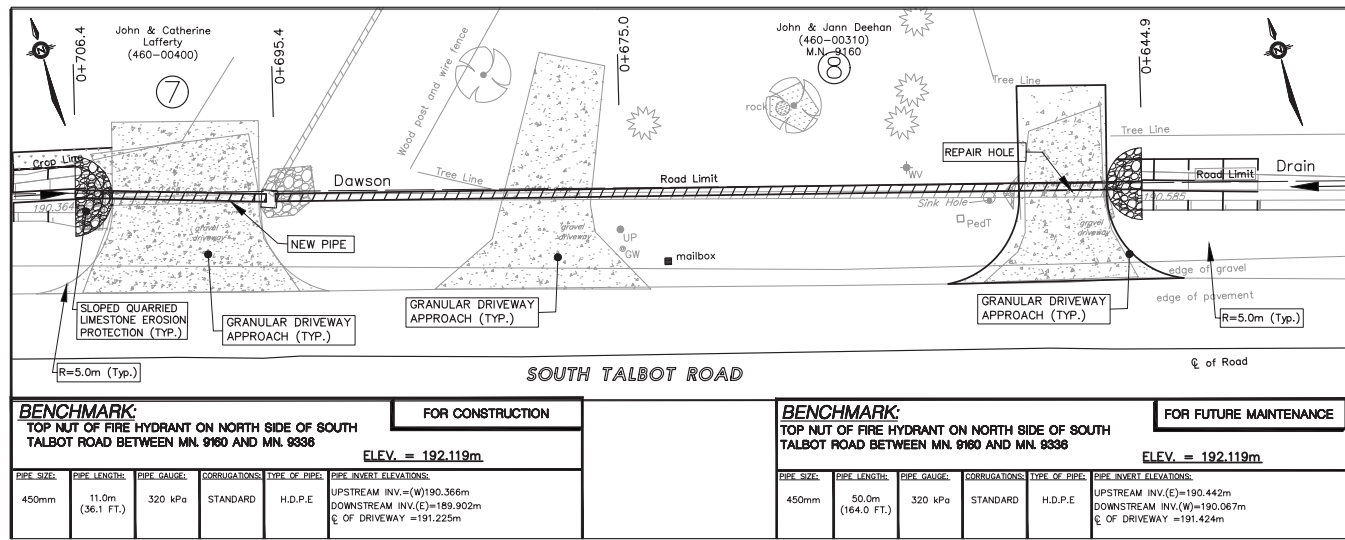 N
0+706.4
John & Catherine
Lafferty
(460-00400)
7
0+695.4
Wood post and wire fence
0+675.0
John & Jann Deehan
(460-00310)
M.N. 9160
8
rock
Tree Line
0+644.9
N
Tree Line
Crop Line
Dawson
Tree Line
Road Limit
REPAIR HOLE
WV
Road Limit
Drain
190.364
190.585
Sink Hole
PedT
gravel
driveway
NEW PIPE
gravel
driveway
UP
GW
mailbox
gravel
driveway
edge of gravel
edge of pavement
SLOPED QUARRIED
LIMESTONE EROSION
PROTECTION (TYP.)
GRANULAR DRIVEWAY
APPROACH (TYP.)
GRANULAR DRIVEWAY
APPROACH (TYP.)
GRANULAR DRIVEWAY
APPROACH (TYP.)
R=5.0m (Typ.)
R=5.0m (Typ.)
SOUTH TALBOT ROAD
℄ of Road
BENCHMARK:
FOR CONSTRUCTION
TOP NUT OF FIRE HYDRANT ON NORTH SIDE OF SOUTH
TALBOT ROAD BETWEEN MN. 9160 AND MN. 9336
ELEV. = 192.119m
PIPE SIZE: PIPE LENGTH: PIPE GAUGE: CORRUGATIONS: TYPE OF PIPE: PIPE INVERT ELEVATIONS:
450mm 11.0m (36.1 FT.) 320 kPa STANDARD H.D.P.E
UPSTREAM INV.=(W)190.366m
DOWNSTREAM INV.(E)=189.902m
℄ OF DRIVEWAY =191.225m
BENCHMARK:
FOR FUTURE MAINTENANCE
TOP NUT OF FIRE HYDRANT ON NORTH SIDE OF SOUTH
TALBOT ROAD BETWEEN MN. 9160 AND MN. 9336
ELEV. = 192.119m
PIPE SIZE: PIPE LENGTH: PIPE GAUGE: CORRUGATIONS: TYPE OF PIPE: PIPE INVERT ELEVATIONS:
450mm 50.0m (164.0 FT.) 320 kPa STANDARD H.D.P.E
UPSTREAM INV.(E)=190.442m
DOWNSTREAM INV.(W)=190.067m
℄ OF DRIVEWAY =191.424m